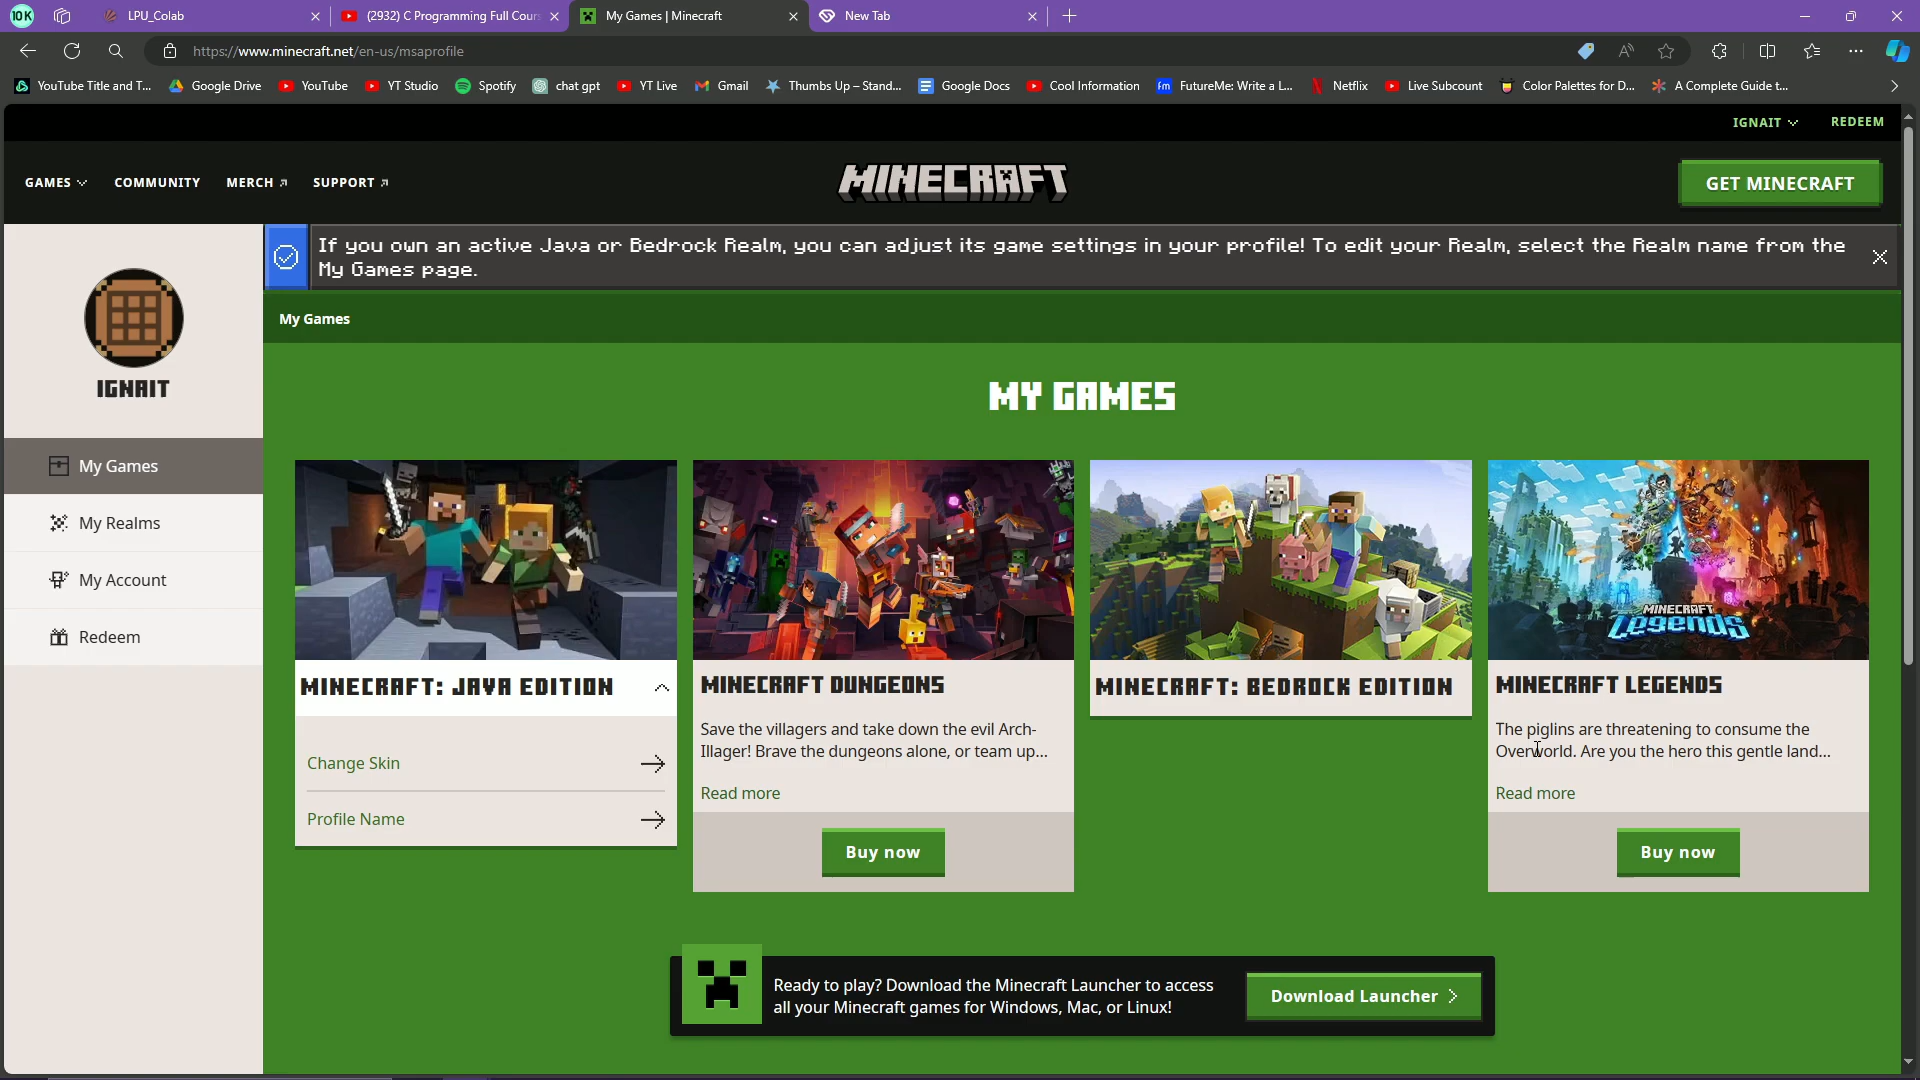 10K
LPU_Colab
(2932) C Programming Full Cour
My Games | Minecraft
New Tab
https://www.minecraft.net/en-us/msaprofile
YouTube Title and T...
Google Drive
YouTube
YT Studio
Spotify
chat gpt
YT Live
Gmail
Thumbs Up – Stand...
Google Docs
Cool Information
FutureMe: Write a L...
Netflix
Live Subcount
Color Palettes for D...
A Complete Guide t...
IGNAIT
REDEEM
GAMES
COMMUNITY
MERCH
SUPPORT
MINECRAFT
GET MINECRAFT
If you own an active Java or Bedrock Realm, you can adjust its game settings in your profile! To edit your Realm, select the Realm name from the
My Games page.
My Games
IGNAIT
My Games
My Realms
My Account
Redeem
MY GAMES
MINECRAFT: JAVA EDITION
Change Skin
Profile Name
MINECRAFT DUNGEONS
Save the villagers and take down the evil Arch-
Illager! Brave the dungeons alone, or team up...
Read more
Buy now
MINECRAFT: BEDROCK EDITION
MINECRAFT
Legends
MINECRAFT LEGENDS
The piglins are threatening to consume the
Overworld. Are you the hero this gentle land...
Read more
Buy now
Ready to play? Download the Minecraft Launcher to access
all your Minecraft games for Windows, Mac, or Linux!
Download Launcher